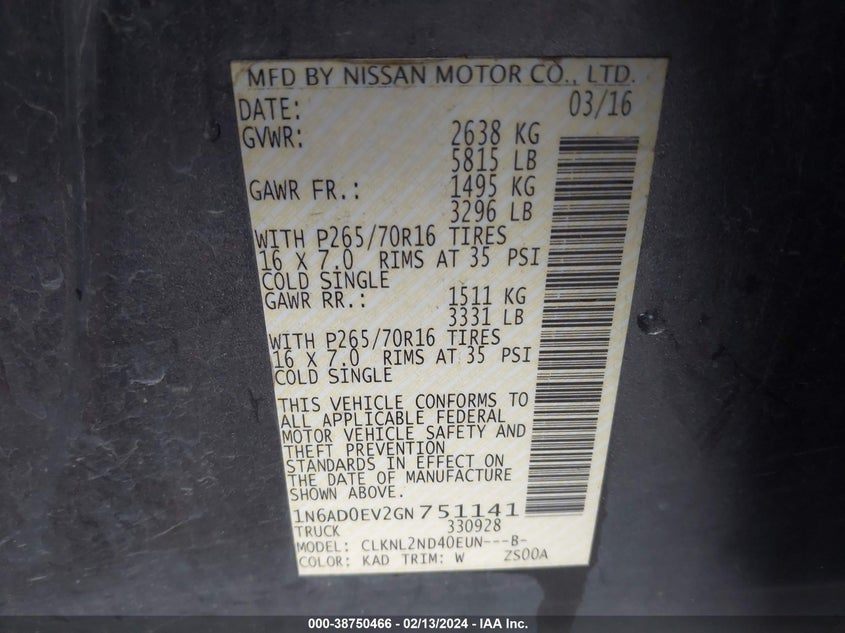 MFD BY NISSAN MOTOR CO., LTD.
DATE: 03/16
GVWR: 2638 KG
5815 LB
GAWR FR.: 1495 KG
3296 LB
WITH P265/70R16 TIRES
16 X 7.0 RIMS AT 35 PSI
COLD SINGLE
GAWR RR.: 1511 KG
3331 LB
WITH P265/70R16 TIRES
16 X 7.0 RIMS AT 35 PSI
COLD SINGLE
THIS VEHICLE CONFORMS TO
ALL APPLICABLE FEDERAL
MOTOR VEHICLE SAFETY AND
THEFT PREVENTION
STANDARDS IN EFFECT ON
THE DATE OF MANUFACTURE
SHOWN ABOVE.
1N6AD0EV2GN751141
TRUCK 330928
MODEL: CLKNL2ND40EUN---B-
COLOR: KAD TRIM: W ZS00A
000-38750466 - 02/13/2024 - IAA Inc.